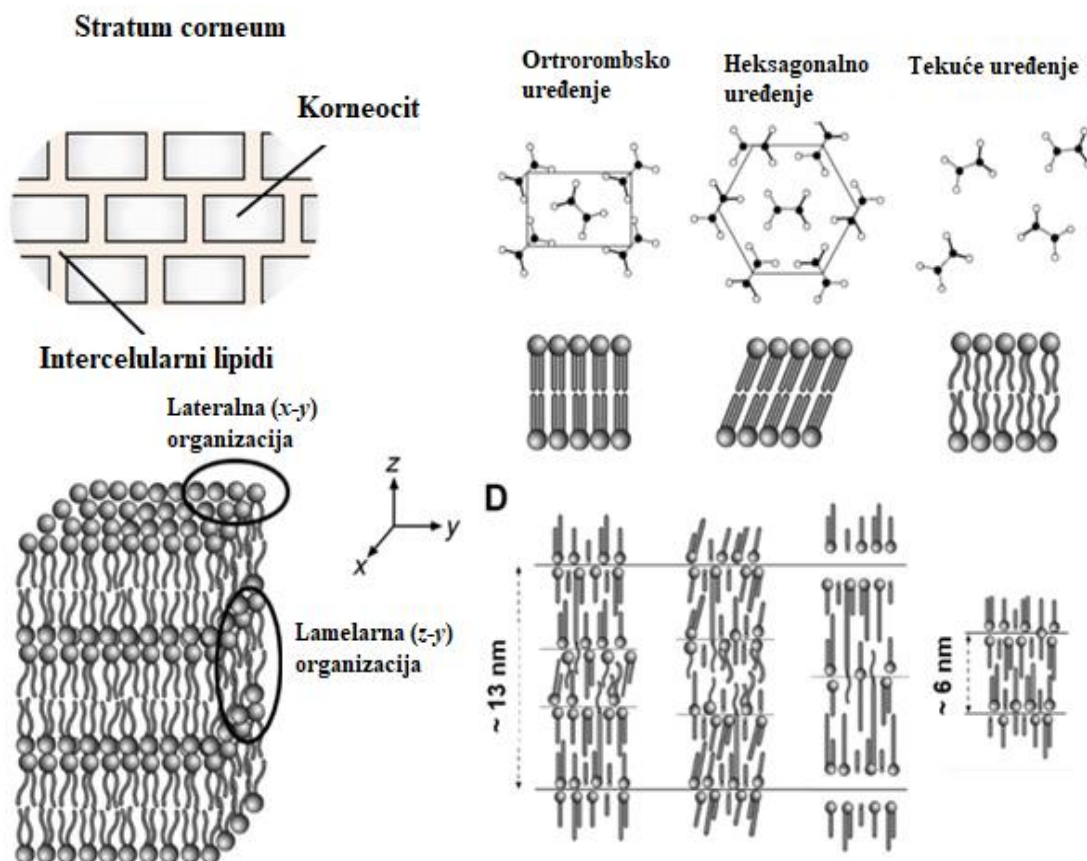 Stratum corneum
Korneocit
Intercelularni lipidi
Ortrorombsko
uređenje
Heksagonalno
uređenje
Tekuće uređenje
Lateralna (x-y)
organizacija
z
y
x
Lamelarna (z-y)
organizacija
D
~ 13 nm
~ 6 nm